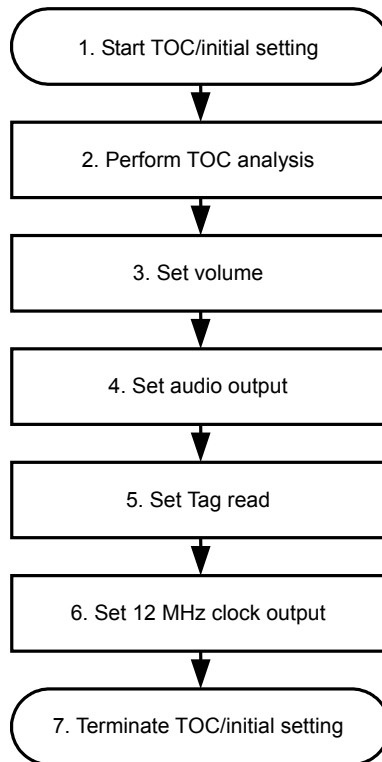 1. Start TOC/initial setting
2. Perform TOC analysis
3. Set volume
4. Set audio output
5. Set Tag read
6. Set 12 MHz clock output
7. Terminate TOC/initial setting